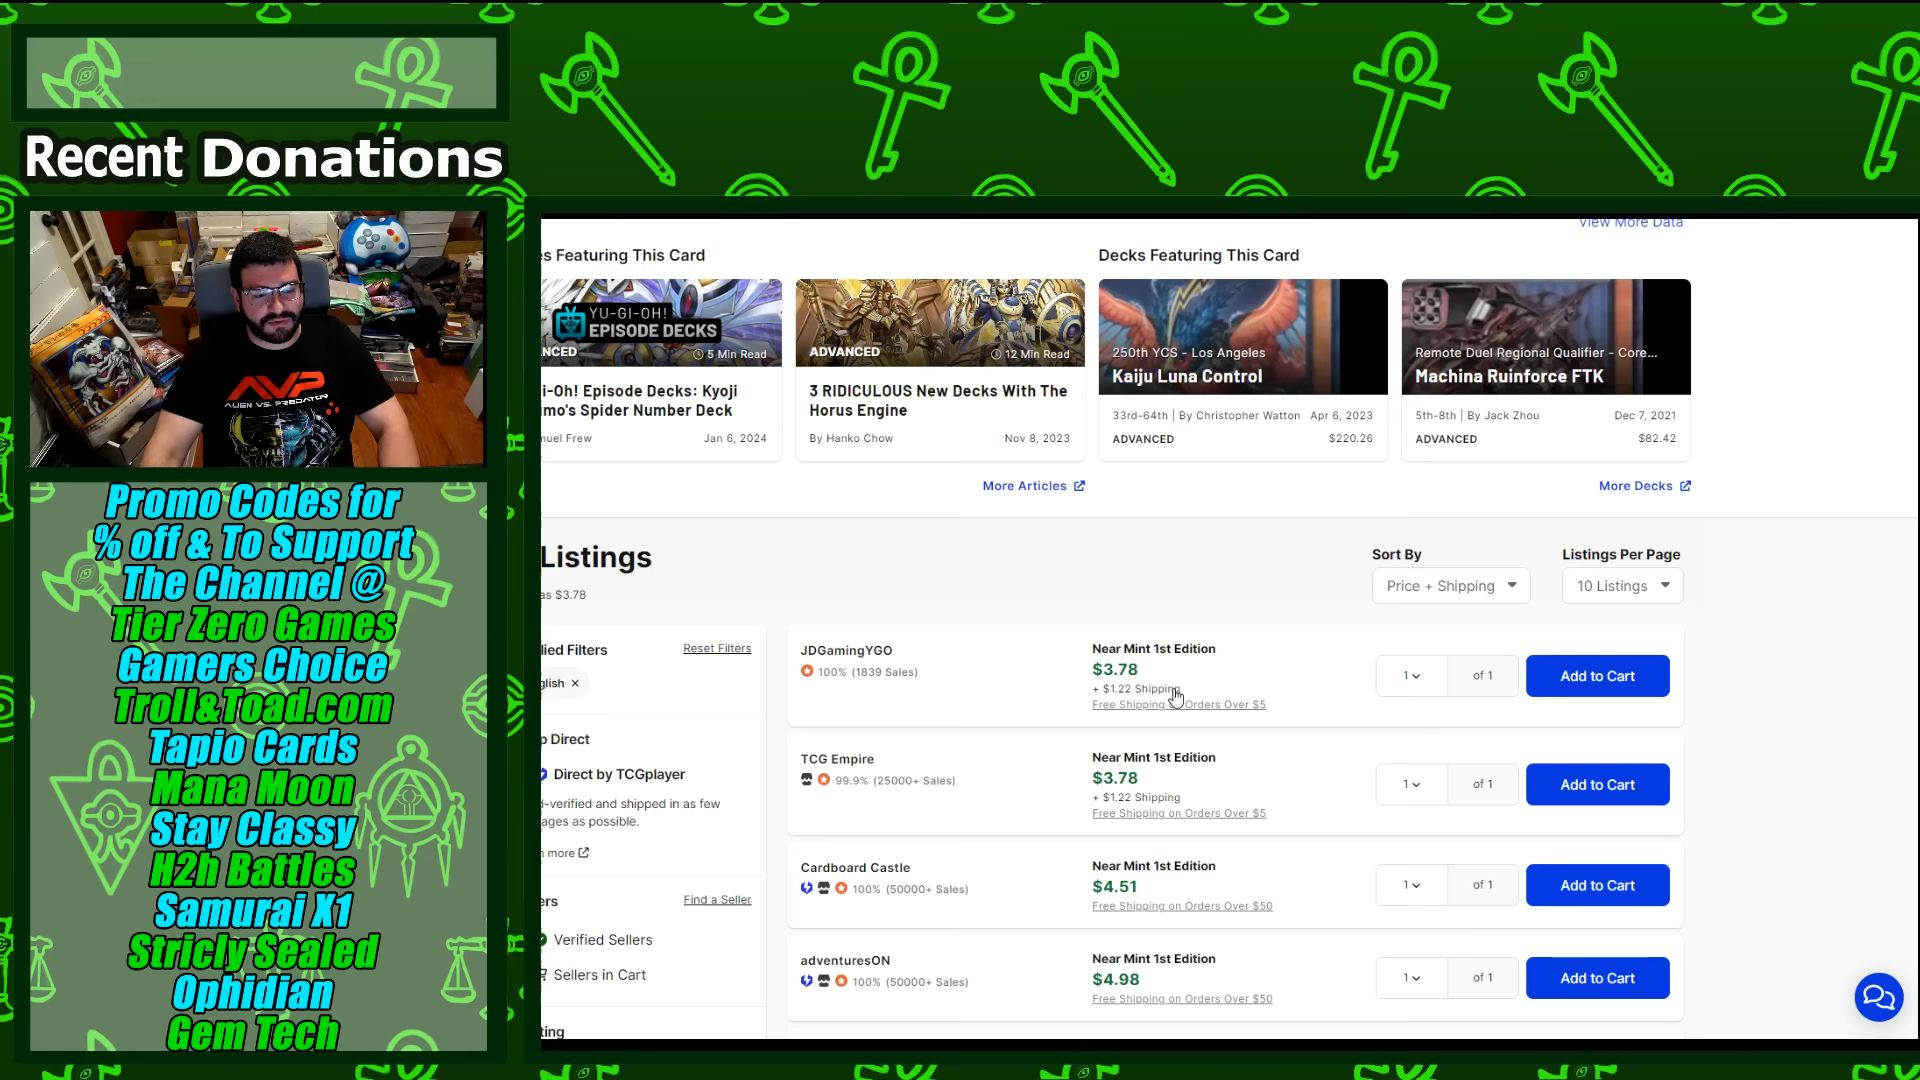 Recent Donations
AVP
ALIEN VS. PREDATOR
Promo Codes for
% off & To Support
The Channel @
Tier Zero Games
Gamers Choice
Troll&Toad.com
Tapio Cards
Mana Moon
Stay Classy
H2h Battles
Samurai X1
Stricly Sealed
Ophidian
Gem Tech
View More Data
es Featuring This Card
YU-GI-OH!
EPISODE DECKS
NCED
5 Min Read
i-Oh! Episode Decks: Kyoji
mo's Spider Number Deck
nuel Frew
Jan 6, 2024
ADVANCED
12 Min Read
3 RIDICULOUS New Decks With The
Horus Engine
By Hanko Chow
Nov 8, 2023
More Articles
Decks Featuring This Card
250th YCS - Los Angeles
Kaiju Luna Control
33rd-64th | By Christopher Watton
Apr 6, 2023
ADVANCED
$220.26
Remote Duel Regional Qualifier - Core...
Machina Ruinforce FTK
5th-8th | By Jack Zhou
Dec 7, 2021
ADVANCED
$82.42
More Decks
Listings
as $3.78
Sort By
Price + Shipping
Listings Per Page
10 Listings
lied Filters
Reset Filters
glish ×
p Direct
Direct by TCGplayer
d-verified and shipped in as few
ages as possible.
n more
ers
Find a Seller
Verified Sellers
Sellers in Cart
ting
JDGamingYGO
100% (1839 Sales)
Near Mint 1st Edition
$3.78
+ $1.22 Shipping
Free Shipping on Orders Over $5
1
of 1
Add to Cart
TCG Empire
99.9% (25000+ Sales)
Near Mint 1st Edition
$3.78
+ $1.22 Shipping
Free Shipping on Orders Over $5
1
of 1
Add to Cart
Cardboard Castle
100% (50000+ Sales)
Near Mint 1st Edition
$4.51
Free Shipping on Orders Over $50
1
of 1
Add to Cart
adventuresON
100% (50000+ Sales)
Near Mint 1st Edition
$4.98
Free Shipping on Orders Over $50
1
of 1
Add to Cart